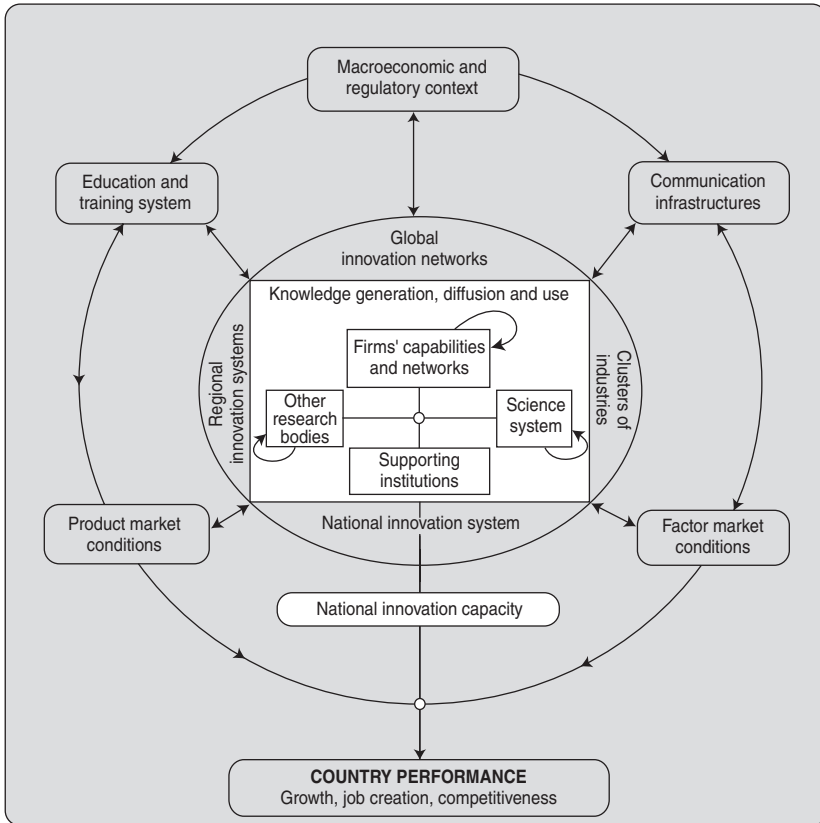 Macroeconomic and
regulatory context
Education and
training system
Communication
infrastructures
Global
innovation networks
Knowledge generation, diffusion and use
Firms' capabilities
and networks
Regional
innovation systems
Clusters of
industries
Other
research
bodies
Science
system
Supporting
institutions
Product market
conditions
National innovation system
Factor market
conditions
National innovation capacity
COUNTRY PERFORMANCE
Growth, job creation, competitiveness